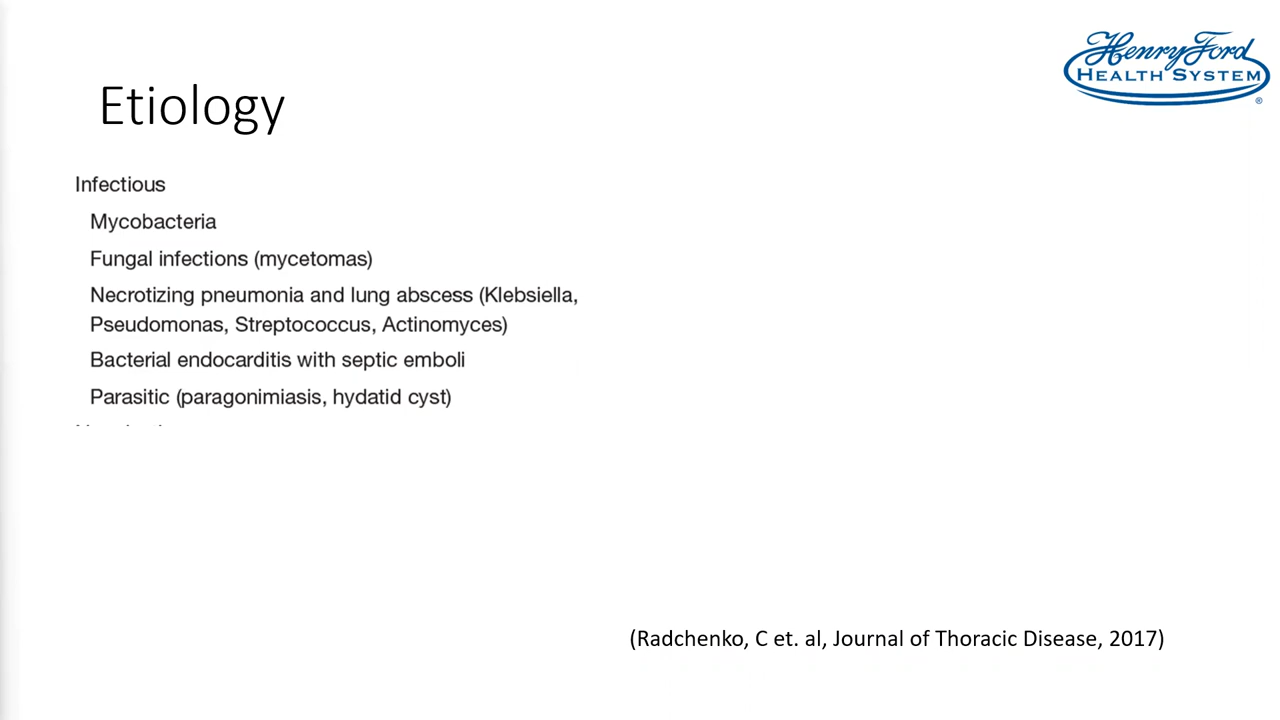 Henry Ford
HEALTH SYSTEM
®
Etiology
Infectious
Mycobacteria
Fungal infections (mycetomas)
Necrotizing pneumonia and lung abscess (Klebsiella,
Pseudomonas, Streptococcus, Actinomyces)
Bacterial endocarditis with septic emboli
Parasitic (paragonimiasis, hydatid cyst)
(Radchenko, C et. al, Journal of Thoracic Disease, 2017)